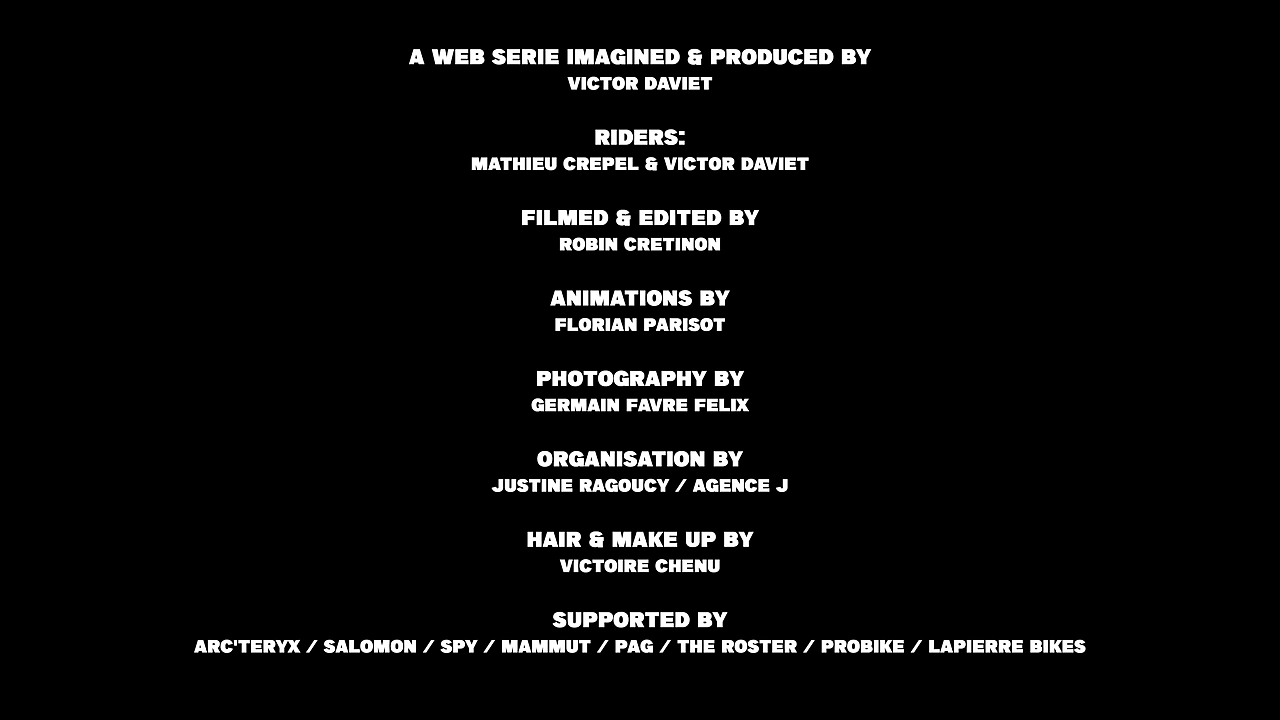 A WEB SERIE IMAGINED & PRODUCED BY
VICTOR DAVIET
RIDERS:
MATHIEU CREPEL & VICTOR DAVIET
FILMED & EDITED BY
ROBIN CRETINON
ANIMATIONS BY
FLORIAN PARISOT
PHOTOGRAPHY BY
GERMAIN FAVRE FELIX
ORGANISATION BY
JUSTINE RAGOUCY / AGENCE J
HAIR & MAKE UP BY
VICTOIRE CHENU
SUPPORTED BY
ARC'TERYX / SALOMON / SPY / MAMMUT / PAG / THE ROSTER / PROBIKE / LAPIERRE BIKES